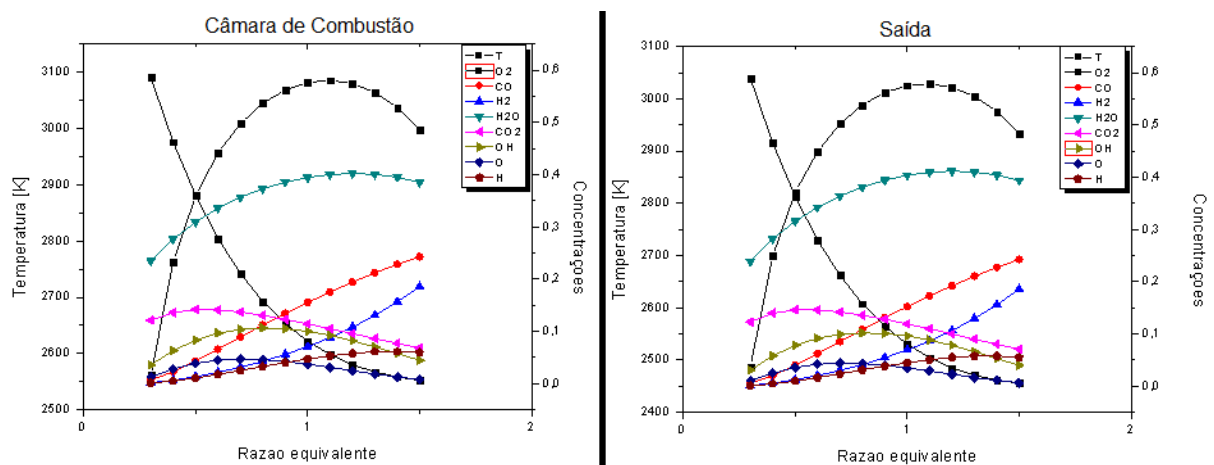 Câmara de Combustão
3100
3000
2900
2800
2700
2600
2500
Temperatura [K]
0
1
2
Razao equivalente
0,6
0,5
0,4
0,3
0,2
0,1
0,0
Concentraçoes
T
O2
CO
H2
H2O
CO2
OH
O
H
Saída
3100
3000
2900
2800
2700
2600
2500
2400
Temperatura [K]
0
1
2
Razao equivalente
0,6
0,5
0,4
0,3
0,2
0,1
0,0
Concentraçoes
T
O2
CO
H2
H2O
CO2
OH
O
H